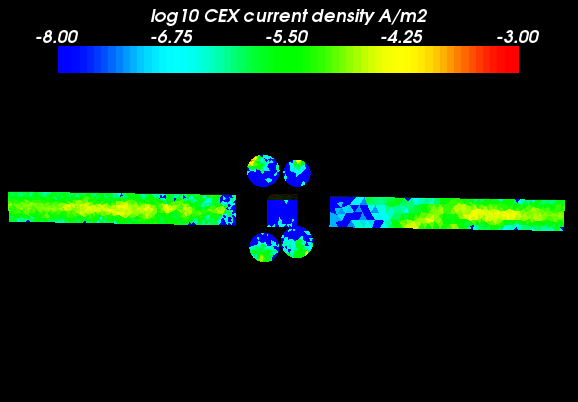 log10 CEX current density A/m2
-8.00 -6.75 -5.50 -4.25 -3.00